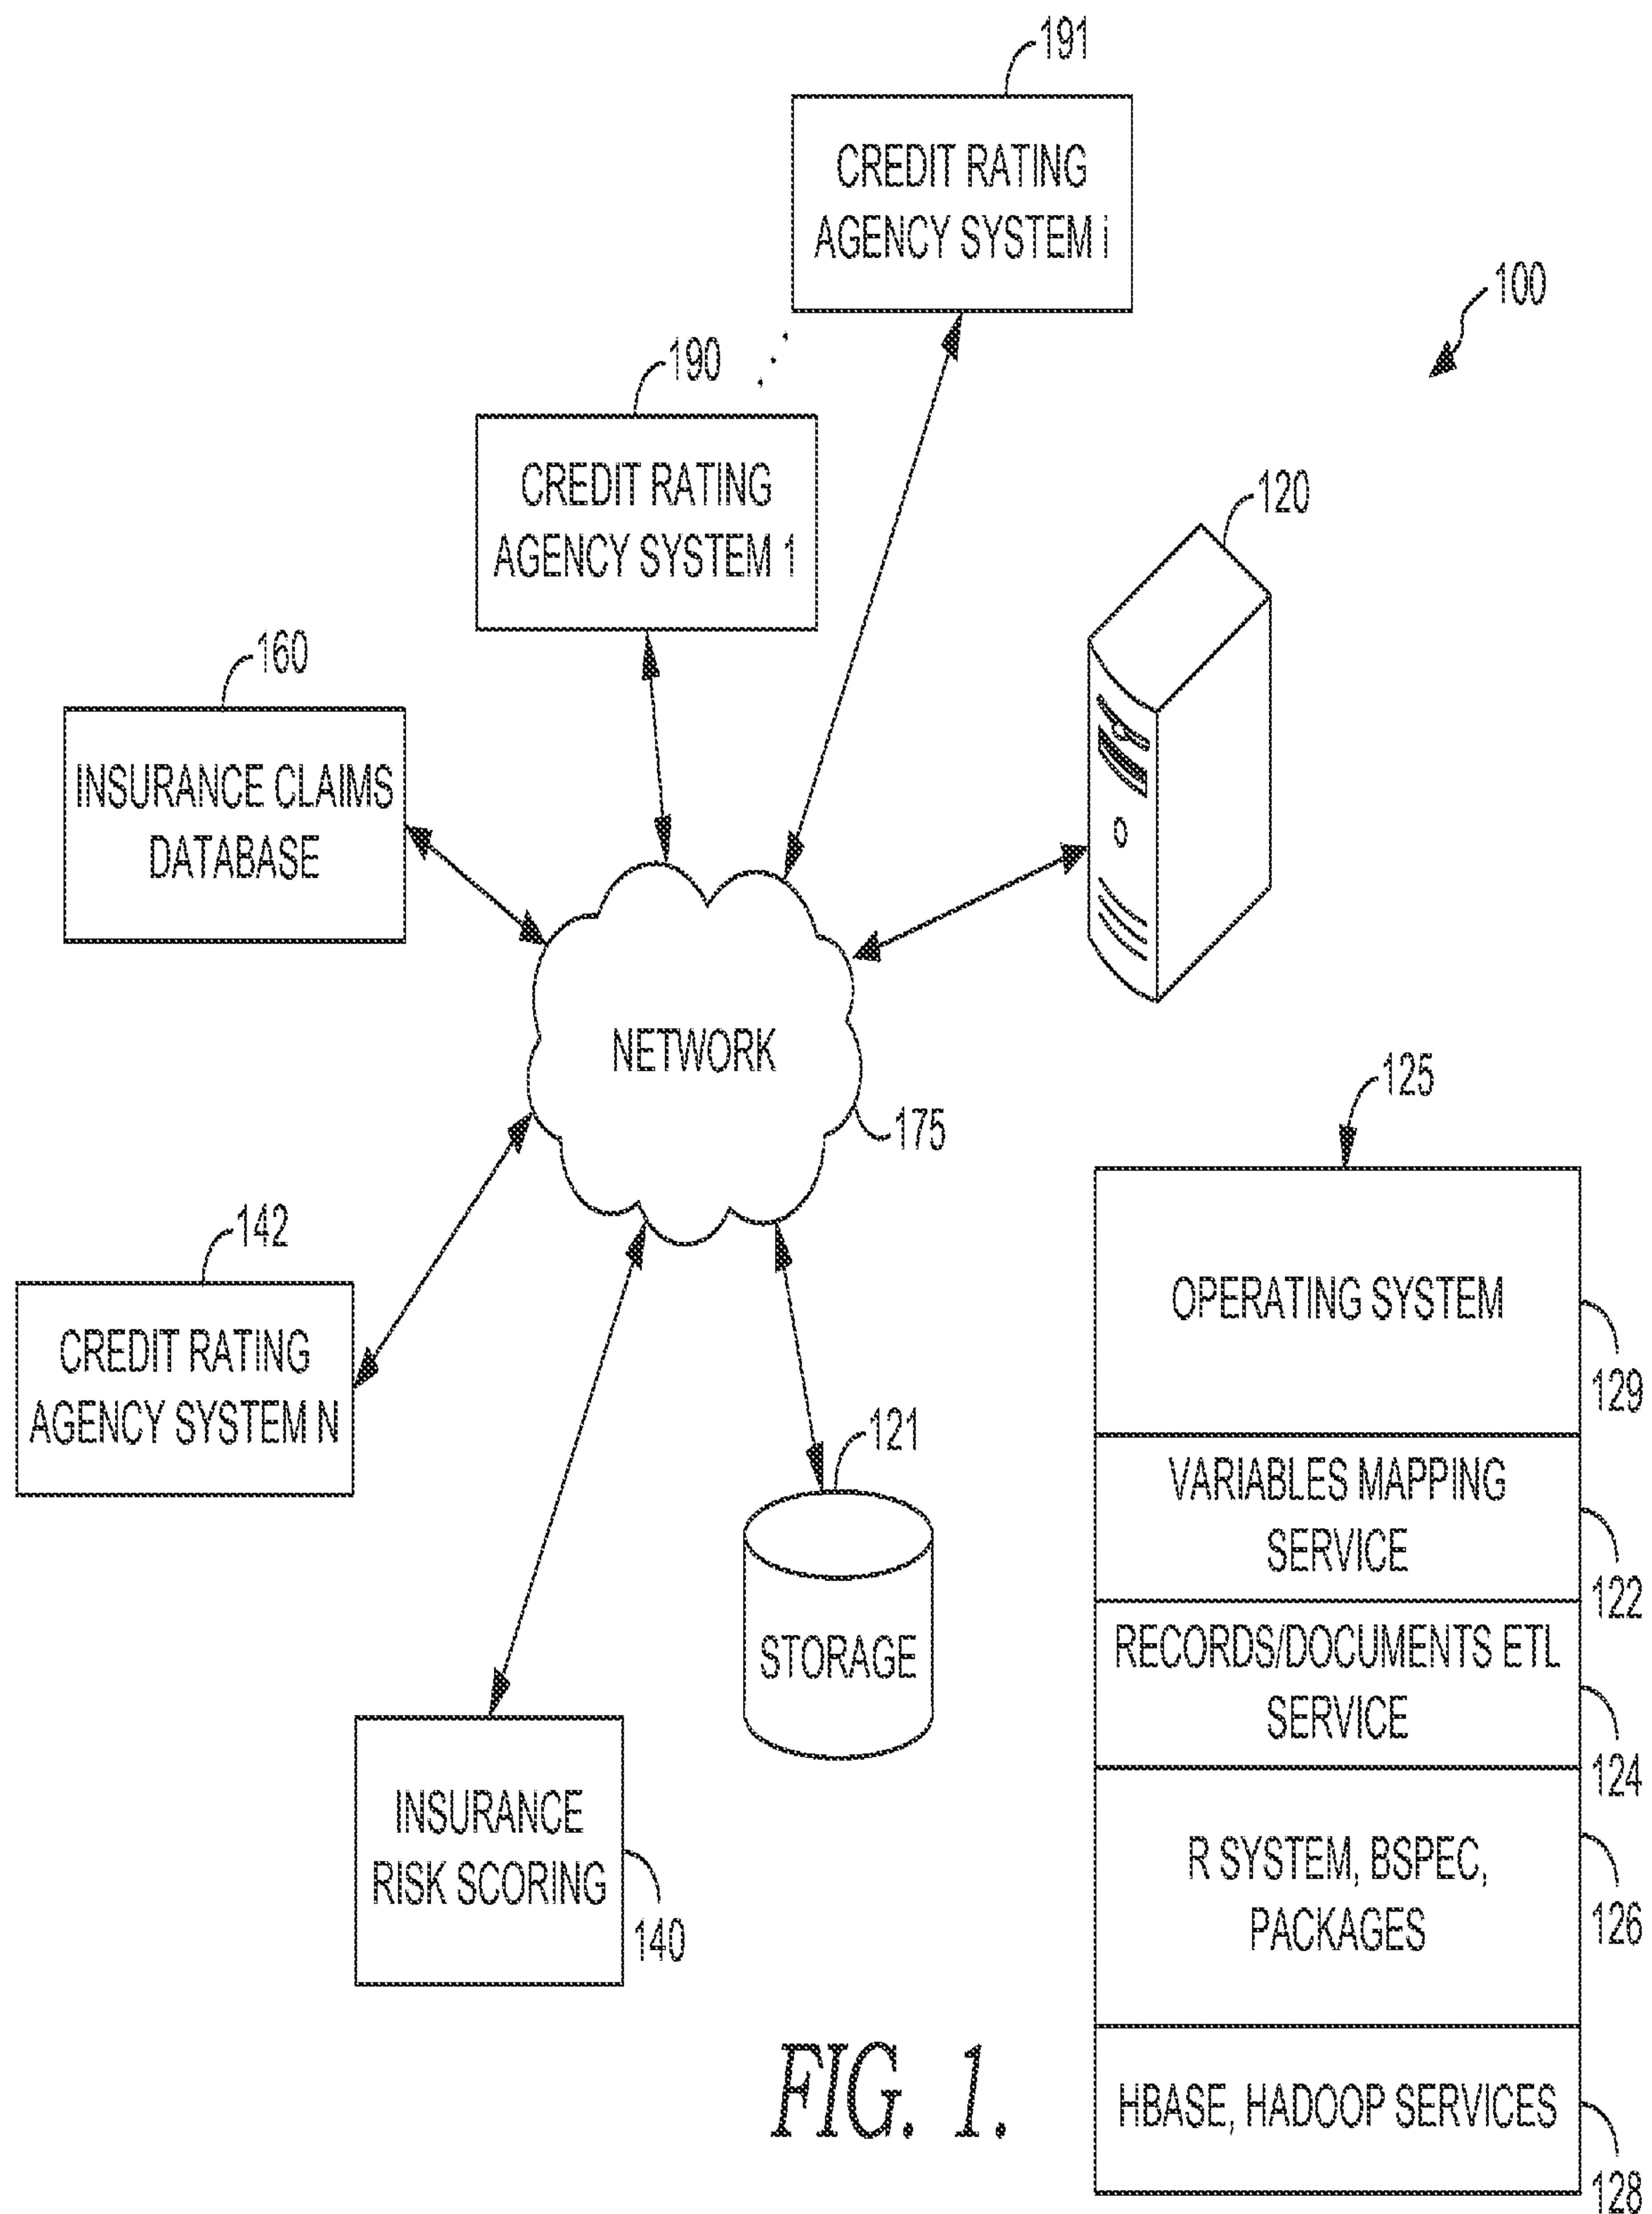 191
CREDIT RATING
AGENCY SYSTEM i
100
190
CREDIT RATING
AGENCY SYSTEM 1
120
160
INSURANCE CLAIMS
DATABASE
NETWORK
175
125
142
CREDIT RATING
AGENCY SYSTEM N
OPERATING SYSTEM
129
121
STORAGE
VARIABLES MAPPING
SERVICE
122
RECORDS/DOCUMENTS ETL
SERVICE
124
INSURANCE
RISK SCORING
140
R SYSTEM, BSPEC,
PACKAGES
126
HBASE, HADOOP SERVICES
128
FIG. 1.